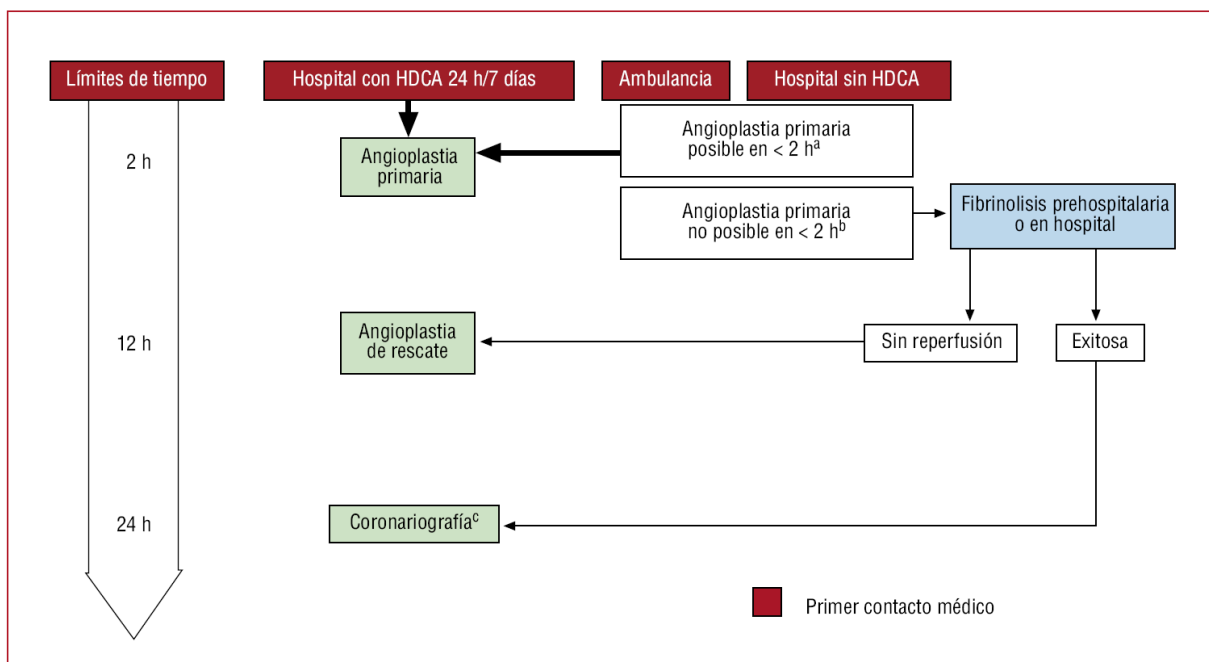 Límites de tiempo
Hospital con HDCA 24 h/7 días
Ambulancia
Hospital sin HDCA
2 h
Angioplastia
primaria
Angioplastia primaria
posible en < 2 hᵃ
Angioplastia primaria
no posible en < 2 hᵇ
Fibrinolisis prehospitalaria
o en hospital
12 h
Angioplastia
de rescate
Sin reperfusión
Exitosa
24 h
Coronariografíaᶜ
Primer contacto médico